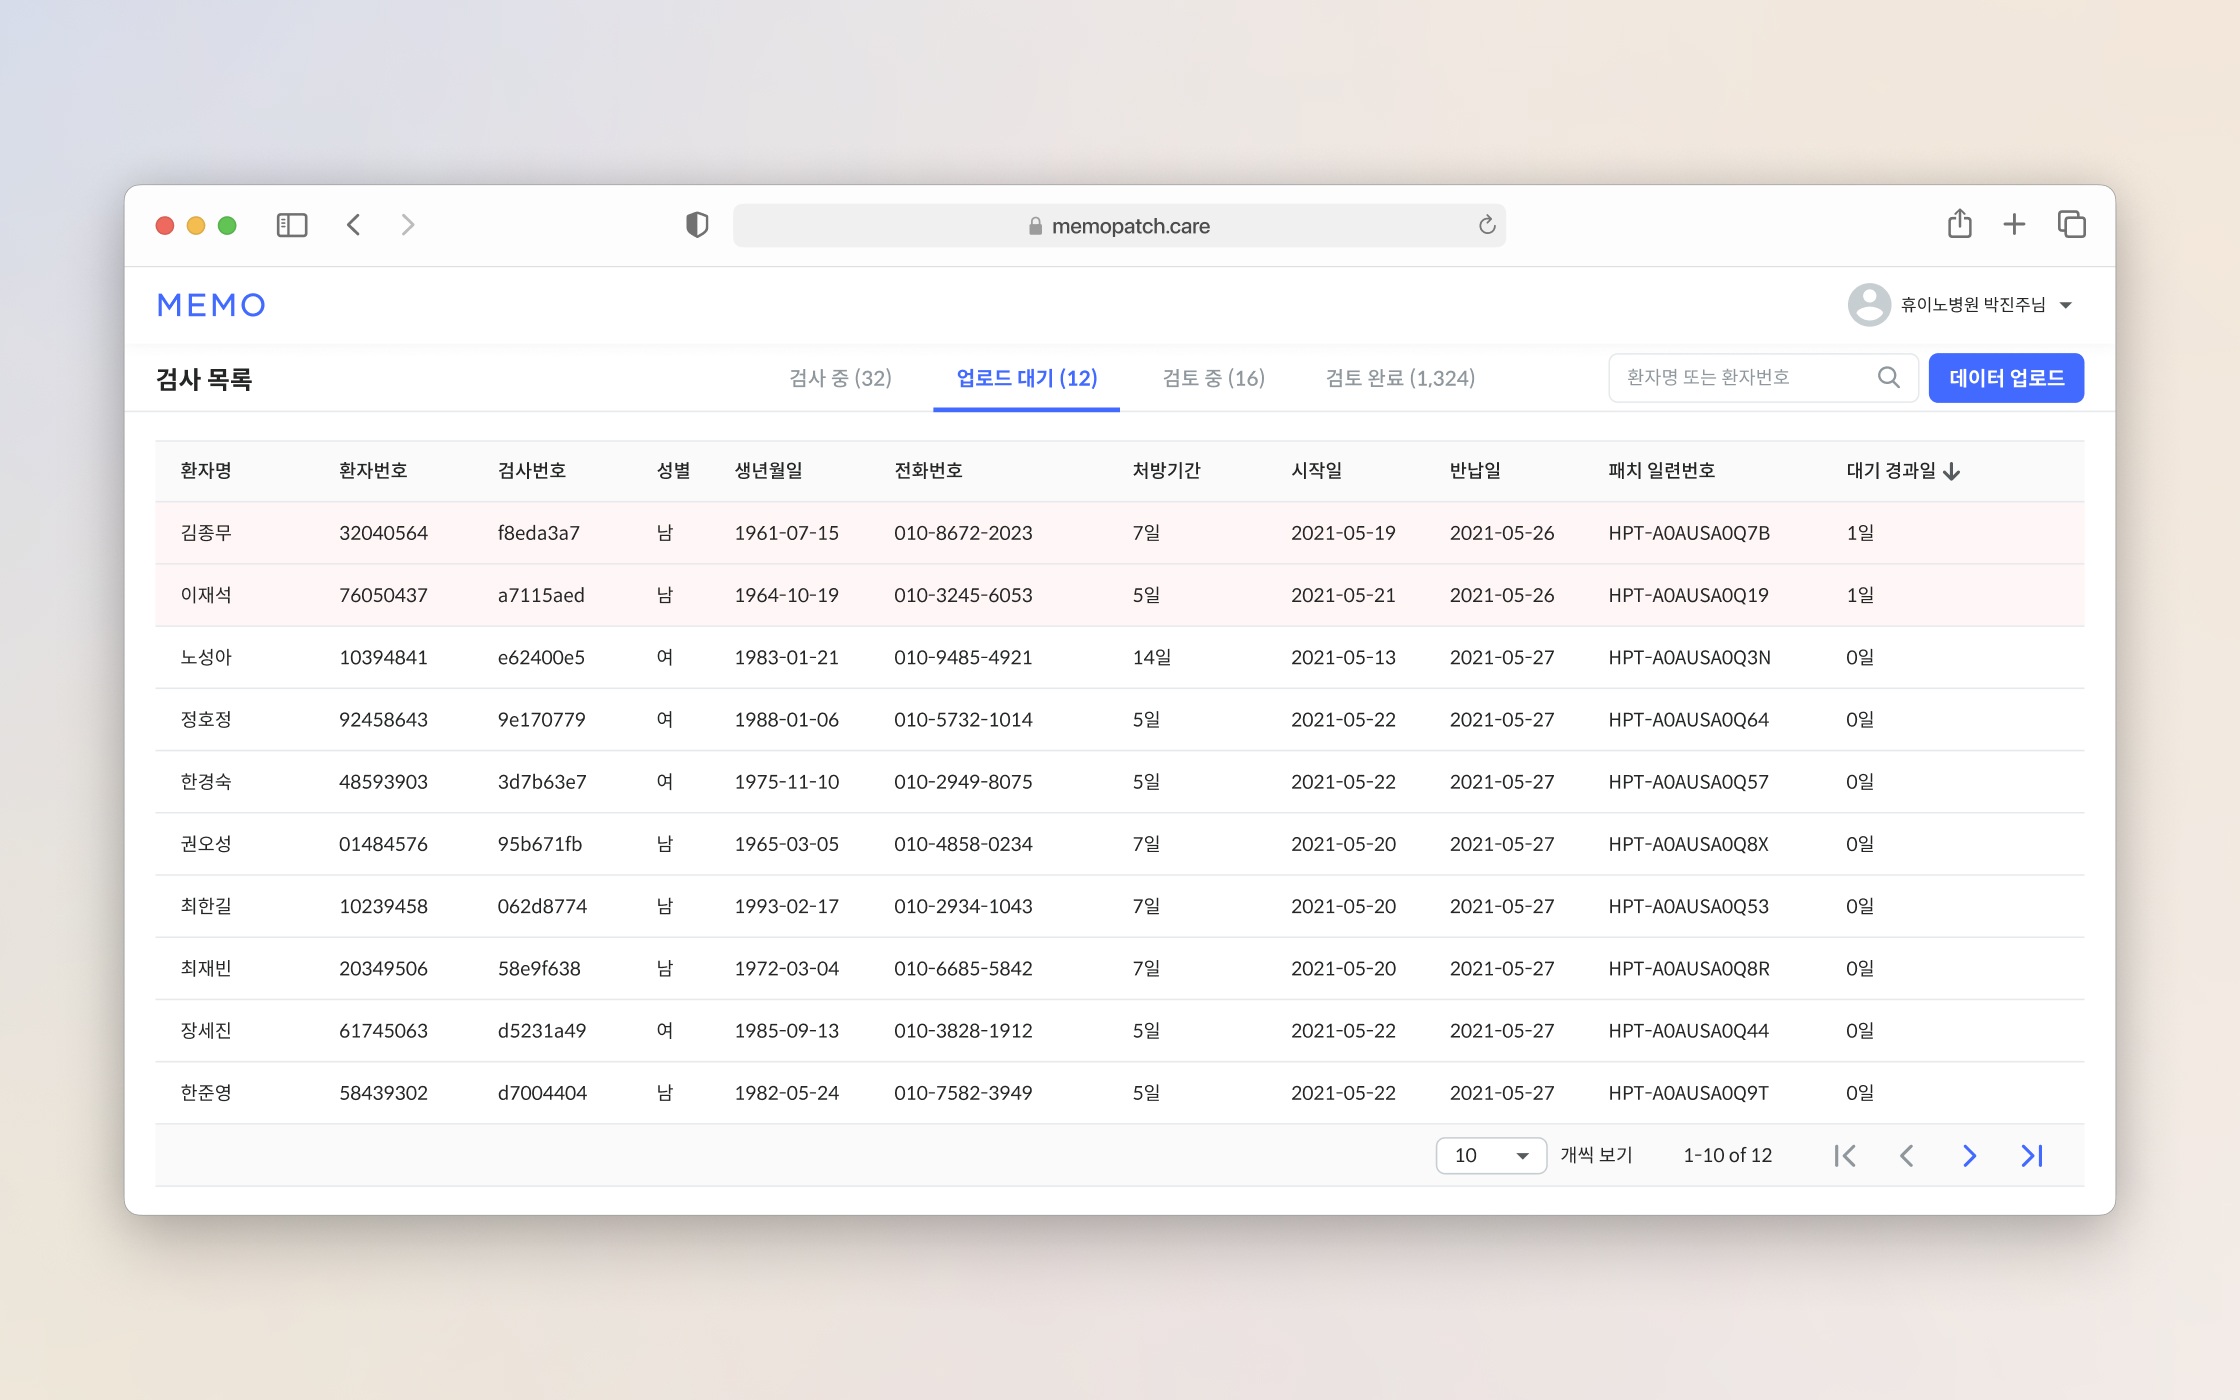 memopatch.care
MEMO
휴이노병원 박진주님
검사 목록
검사 중 (32) 업로드 대기 (12) 검토 중 (16) 검토 완료 (1,324) 환자명 또는 환자번호 데이터 업로드
환자명 환자번호 검사번호 성별 생년월일 전화번호 처방기간 시작일 반납일 패치 일련번호 대기 경과일
김종무 32040564 f8eda3a7 남 1961-07-15 010-8672-2023 7일 2021-05-19 2021-05-26 HPT-A0AUSA0Q7B 1일
이재석 76050437 a7115aed 남 1964-10-19 010-3245-6053 5일 2021-05-21 2021-05-26 HPT-A0AUSA0Q19 1일
노성아 10394841 e62400e5 여 1983-01-21 010-9485-4921 14일 2021-05-13 2021-05-27 HPT-A0AUSA0Q3N 0일
정호정 92458643 9e170779 여 1988-01-06 010-5732-1014 5일 2021-05-22 2021-05-27 HPT-A0AUSA0Q64 0일
한경숙 48593903 3d7b63e7 여 1975-11-10 010-2949-8075 5일 2021-05-22 2021-05-27 HPT-A0AUSA0Q57 0일
권오성 01484576 95b671fb 남 1965-03-05 010-4858-0234 7일 2021-05-20 2021-05-27 HPT-A0AUSA0Q8X 0일
최한길 10239458 062d8774 남 1993-02-17 010-2934-1043 7일 2021-05-20 2021-05-27 HPT-A0AUSA0Q53 0일
최재빈 20349506 58e9f638 남 1972-03-04 010-6685-5842 7일 2021-05-20 2021-05-27 HPT-A0AUSA0Q8R 0일
장세진 61745063 d5231a49 여 1985-09-13 010-3828-1912 5일 2021-05-22 2021-05-27 HPT-A0AUSA0Q44 0일
한준영 58439302 d7004404 남 1982-05-24 010-7582-3949 5일 2021-05-22 2021-05-27 HPT-A0AUSA0Q9T 0일
10 개씩 보기 1-10 of 12